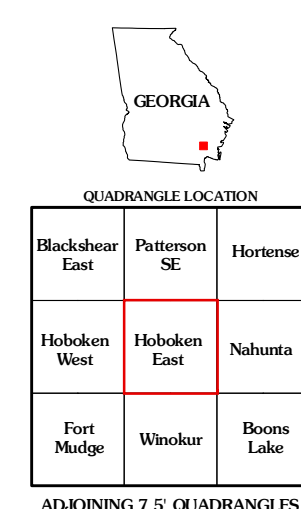 GEORGIA
QUADRANGLE LOCATION
Blackshear East
Patterson SE
Hortense
Hoboken West
Hoboken East
Nahunta
Fort Mudge
Winokur
Boons Lake
ADJOINING 7.5' QUADRANGLES